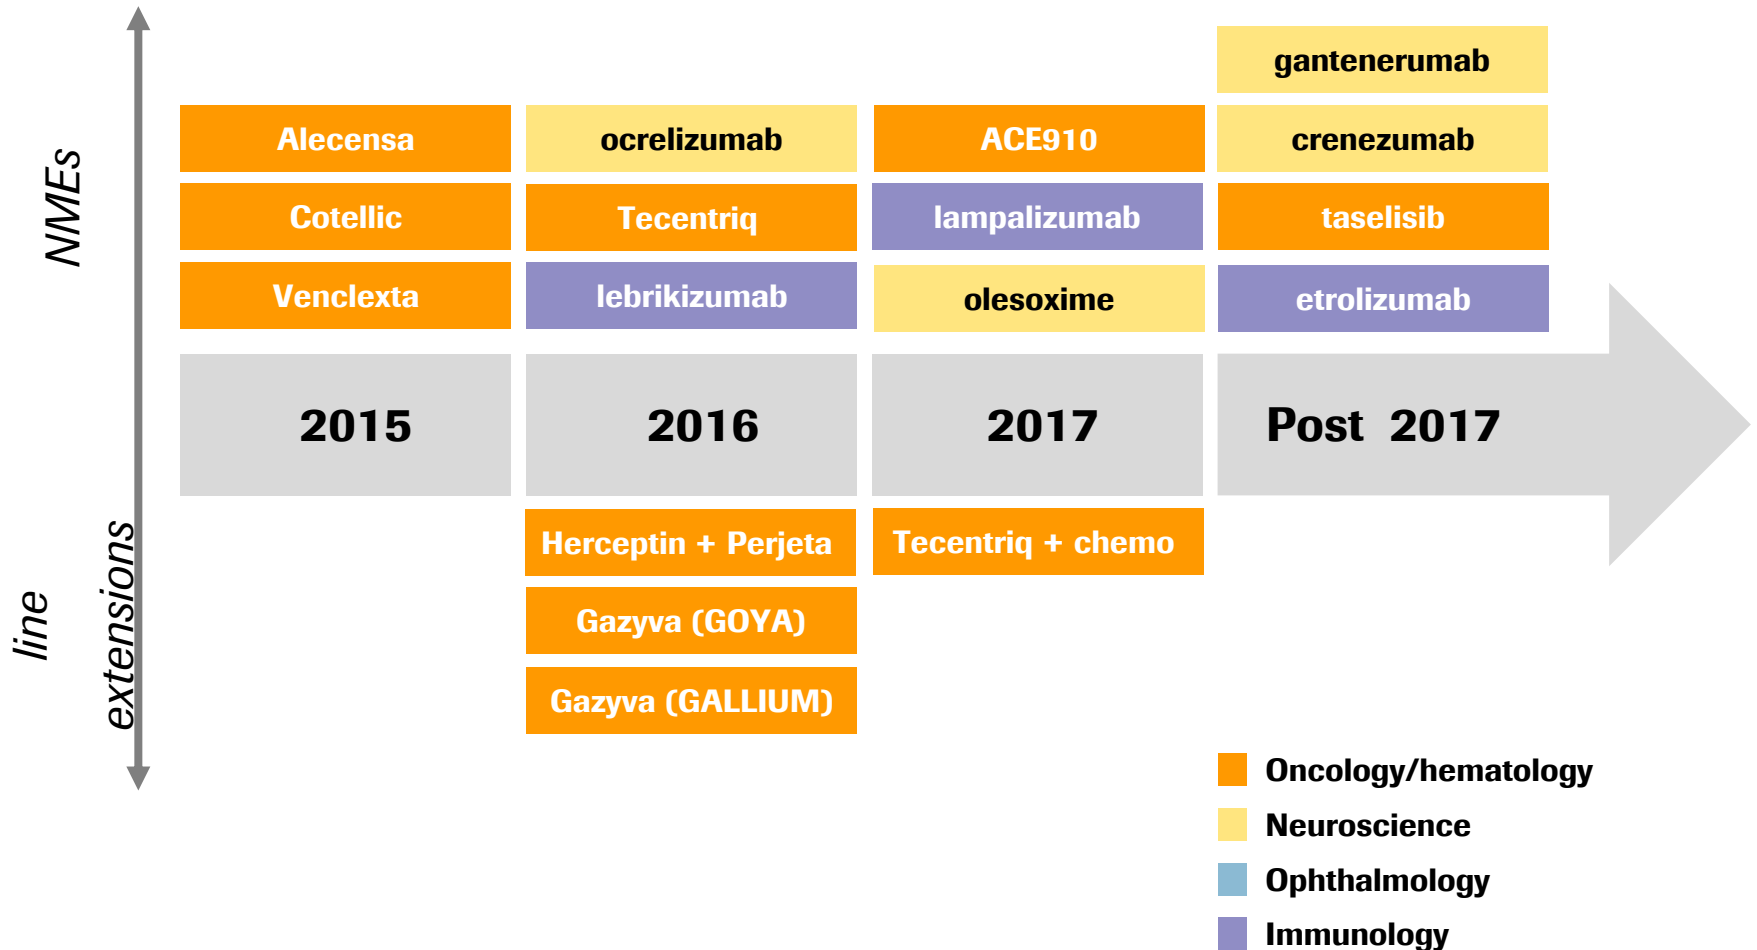 NMEs
gantenerumab
Alecensa
ocrelizumab
ACE910
crenezumab
Cotellic
Tecentriq
lampalizumab
taselisib
Venclexta
lebrikizumab
olesoxime
etrolizumab
2015
2016
2017
Post 2017
line
extensions
Herceptin + Perjeta
Tecentriq + chemo
Gazyva (GOYA)
Gazyva (GALLIUM)
Oncology/hematology
Neuroscience
Ophthalmology
Immunology